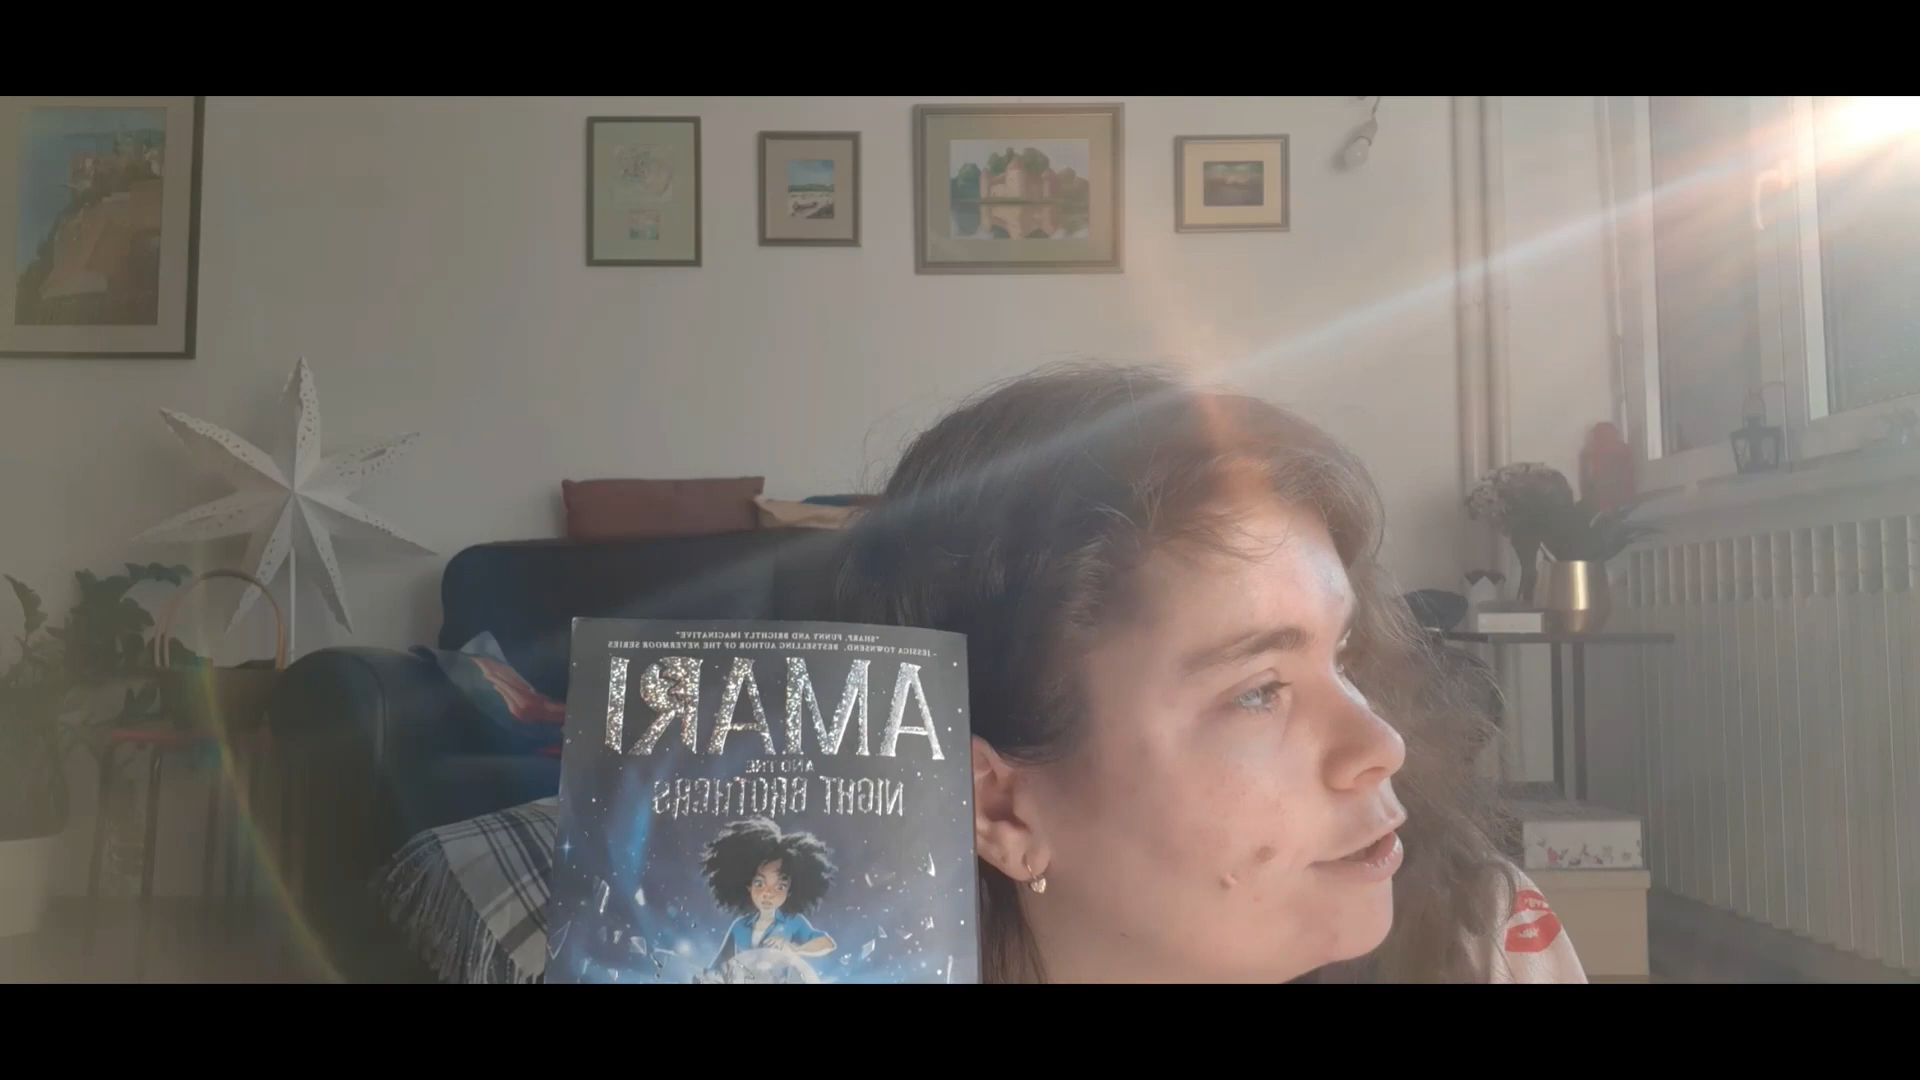 "SHARP, FUNNY AND BRIGHTLY IMAGINATIVE"
- JESSICA TOWNSEND, BESTSELLING AUTHOR OF THE NEVERMOOR SERIES
AMARI
AND THE
NIGHT BROTHERS